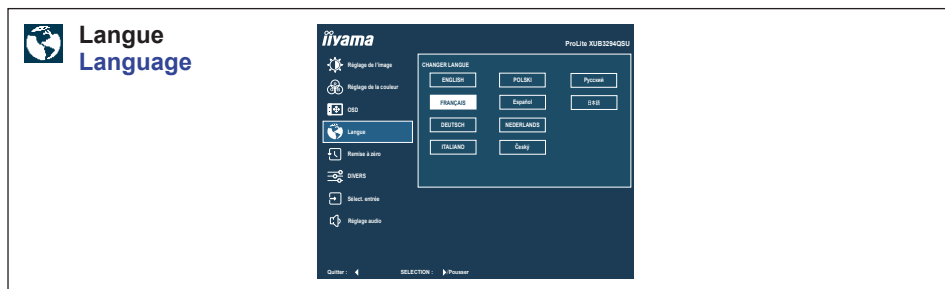 Langue
Language
iiyama
ProLite XUB3294QSU
Réglage de l'image
Réglage de la couleur
OSD
Langue
Remise à zéro
DIVERS
Sélect. entrée
Réglage audio
CHANGER LANGUE
ENGLISH POLSKI Русский
FRANÇAIS Español 日本語
DEUTSCH NEDERLANDS
ITALIANO Český
Quitter : SELECTION : /Pousser